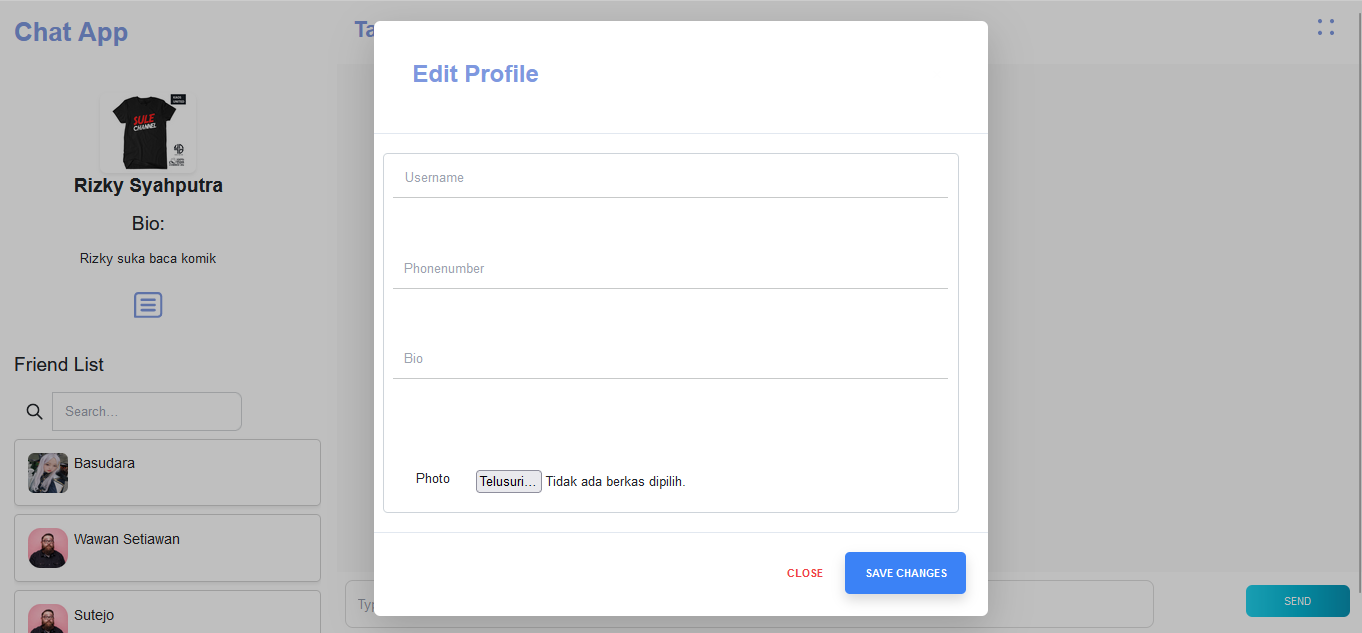 Chat App
Ta
Edit Profile
SULE
CHANNEL
Rizky Syahputra
Bio:
Rizky suka baca komik
Friend List
Search...
Basudara
Wawan Setiawan
Sutejo
Username
Phonenumber
Bio
Photo
Telusuri...
Tidak ada berkas dipilih.
CLOSE
SAVE CHANGES
Ty
SEND